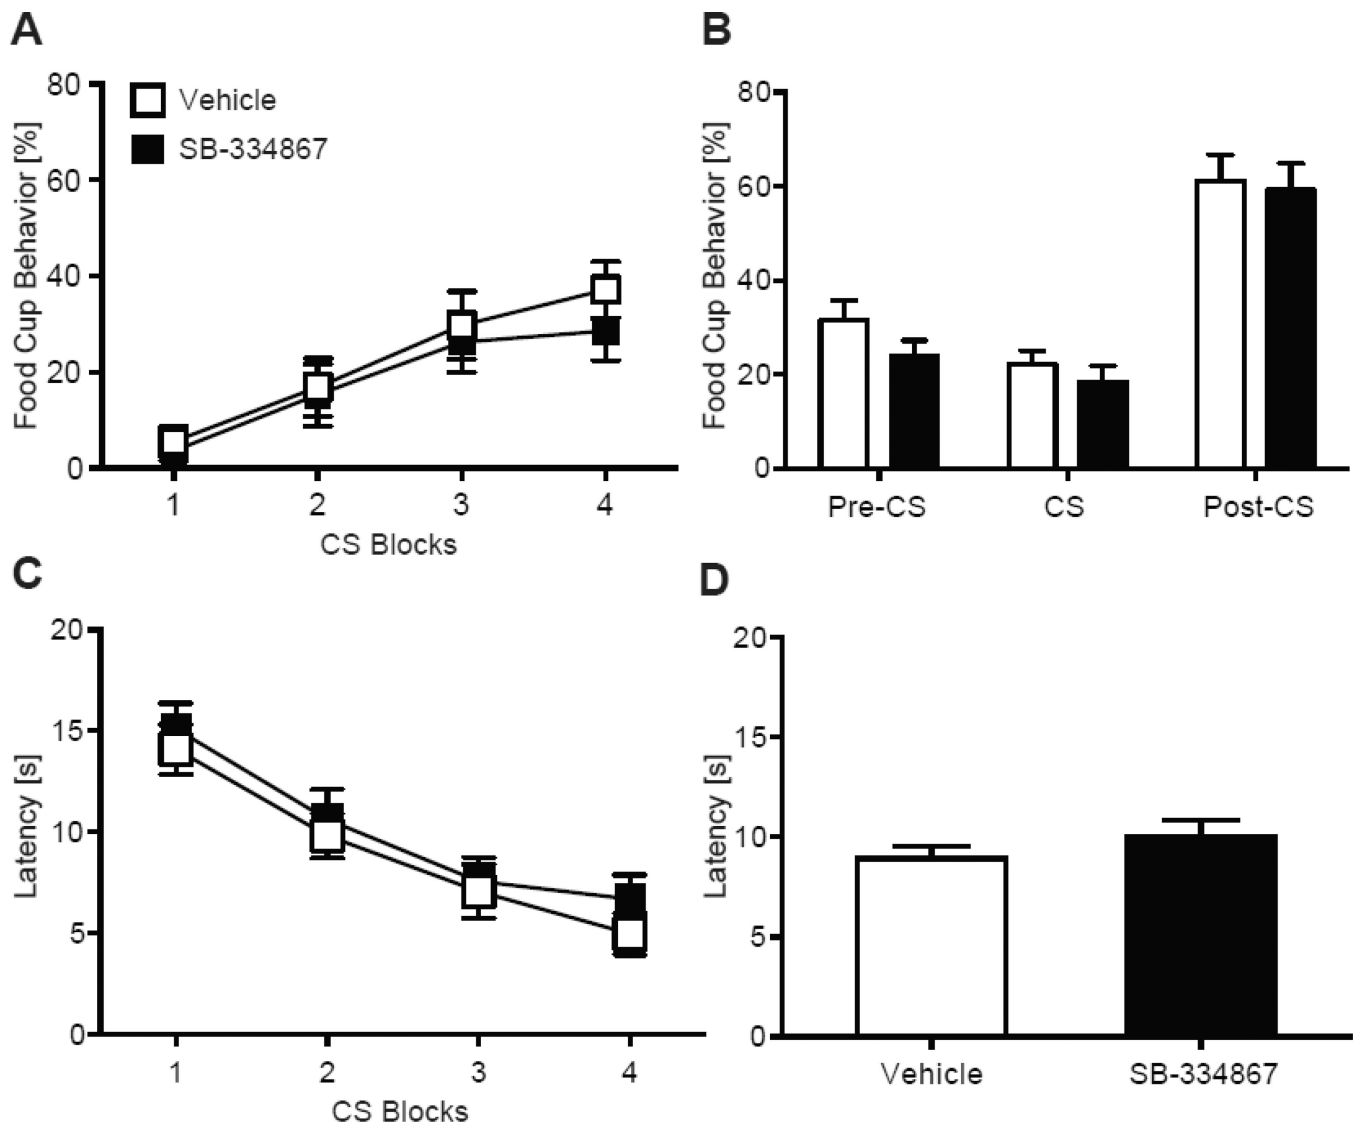 A
Food Cup Behavior [%]
80
60
40
20
0
Vehicle
SB-334867
1 2 3 4
CS Blocks
B
Food Cup Behavior [%]
80
60
40
20
0
Pre-CS CS Post-CS
C
Latency [s]
20
15
10
5
0
1 2 3 4
CS Blocks
D
Latency [s]
20
15
10
5
0
Vehicle SB-334867